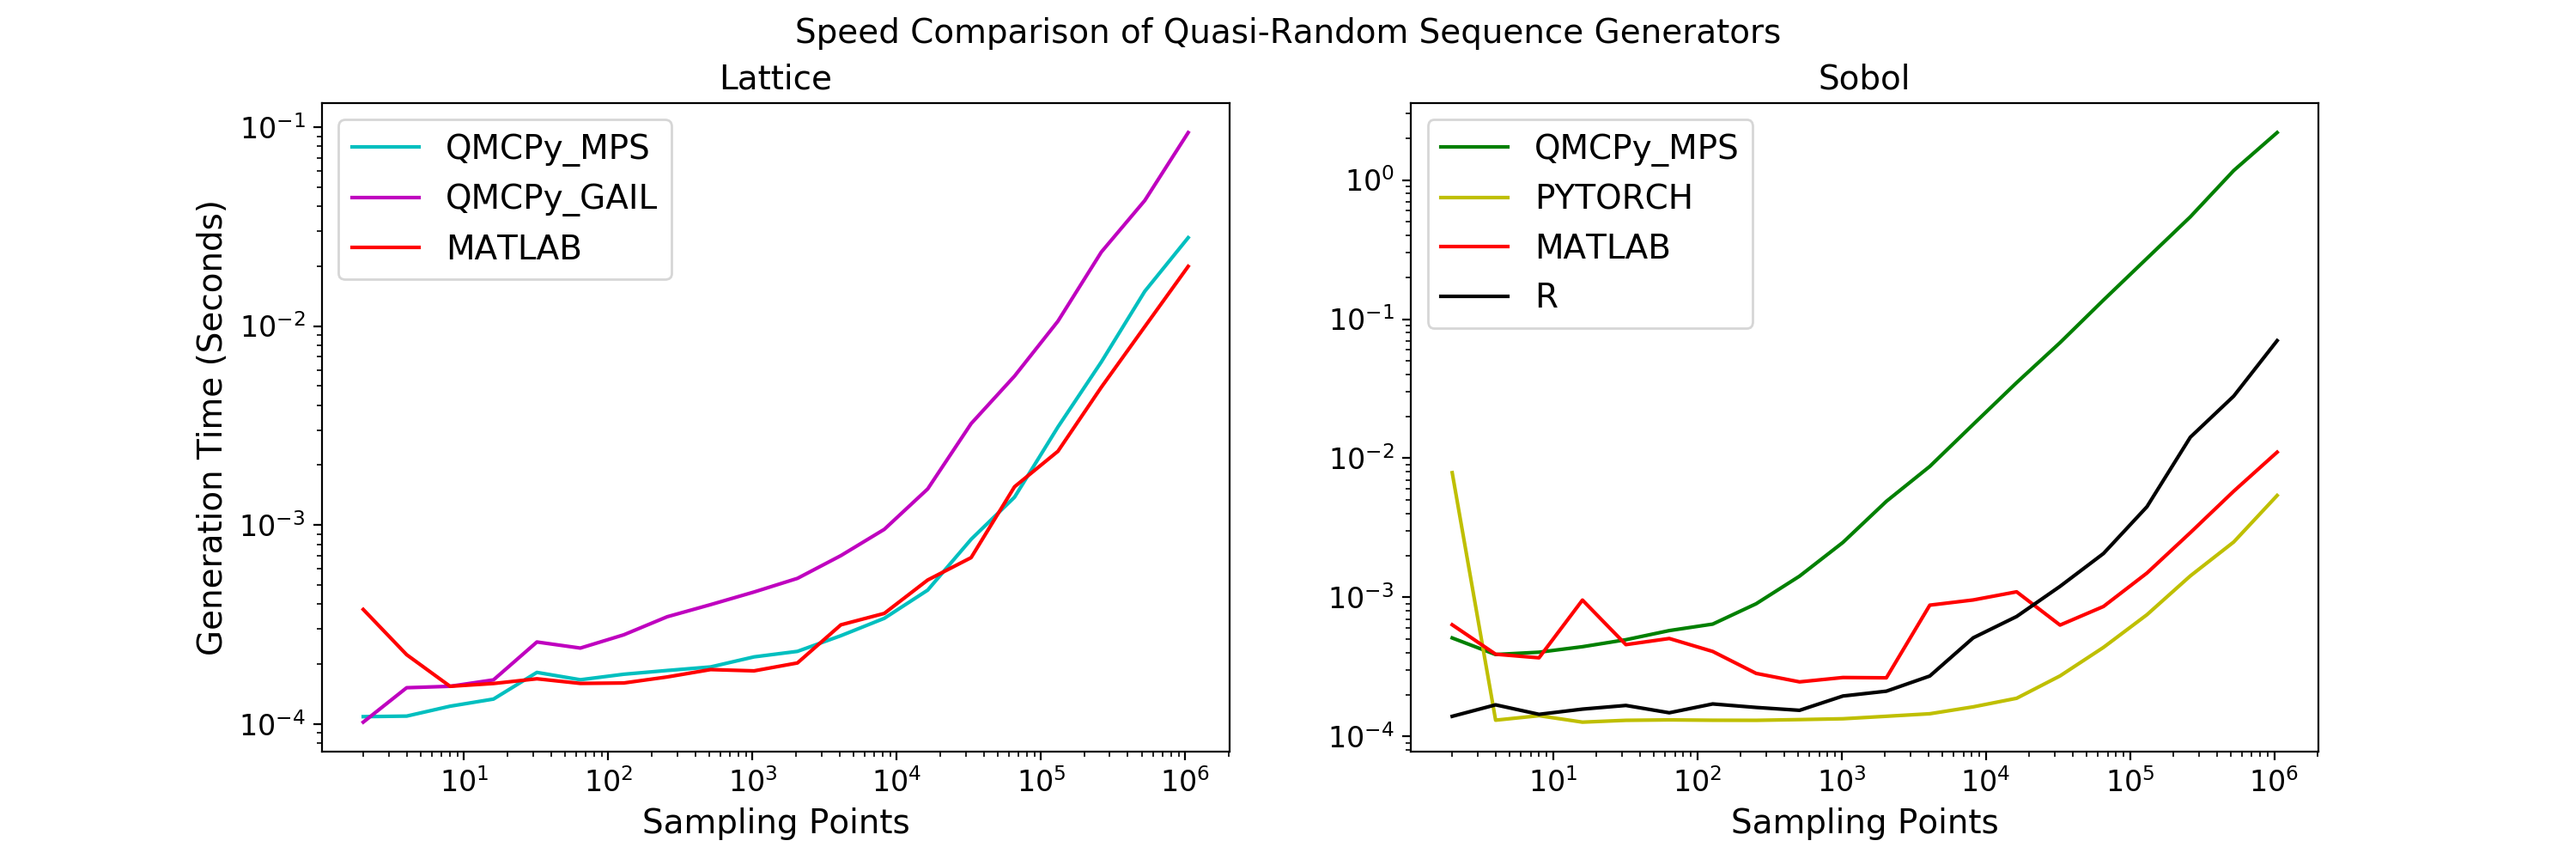 Speed Comparison of Quasi-Random Sequence Generators
Lattice
QMCPy_MPS
QMCPy_GAIL
MATLAB
Generation Time (Seconds)
10⁻¹
10⁻²
10⁻³
10⁻⁴
10¹ 10² 10³ 10⁴ 10⁵ 10⁶
Sampling Points
Sobol
QMCPy_MPS
PYTORCH
MATLAB
R
10⁰
10⁻¹
10⁻²
10⁻³
10⁻⁴
10¹ 10² 10³ 10⁴ 10⁵ 10⁶
Sampling Points